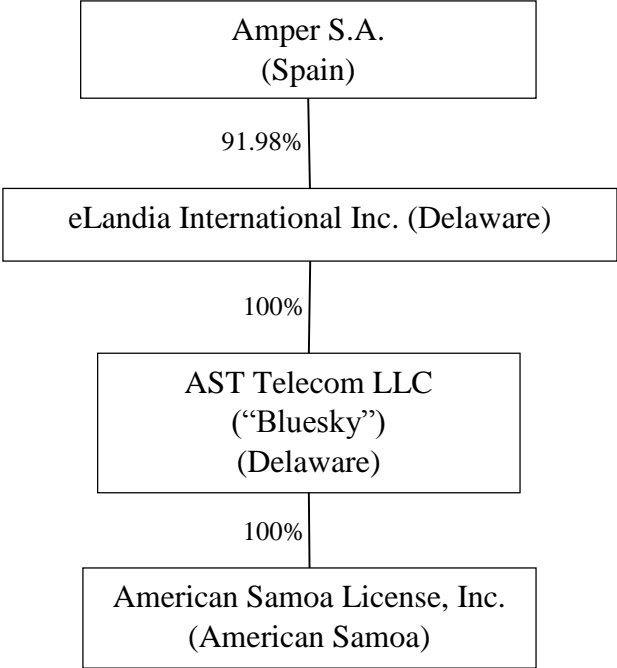 Amper S.A.
(Spain)
91.98%
eLandia International Inc. (Delaware)
100%
AST Telecom LLC
(“Bluesky”)
(Delaware)
100%
American Samoa License, Inc.
(American Samoa)